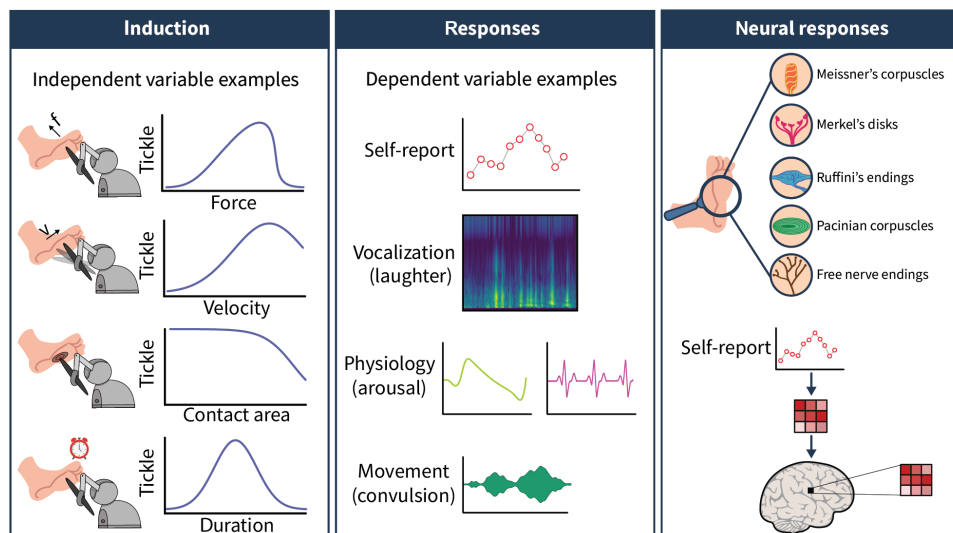 Induction
Independent variable examples
f
Tickle
Force
V
Tickle
Velocity
Tickle
Contact area
Tickle
Duration
Responses
Dependent variable examples
Self-report
Vocalization
(laughter)
Physiology
(arousal)
Movement
(convulsion)
Neural responses
Meissner's corpuscles
Merkel's disks
Ruffini's endings
Pacinian corpuscles
Free nerve endings
Self-report